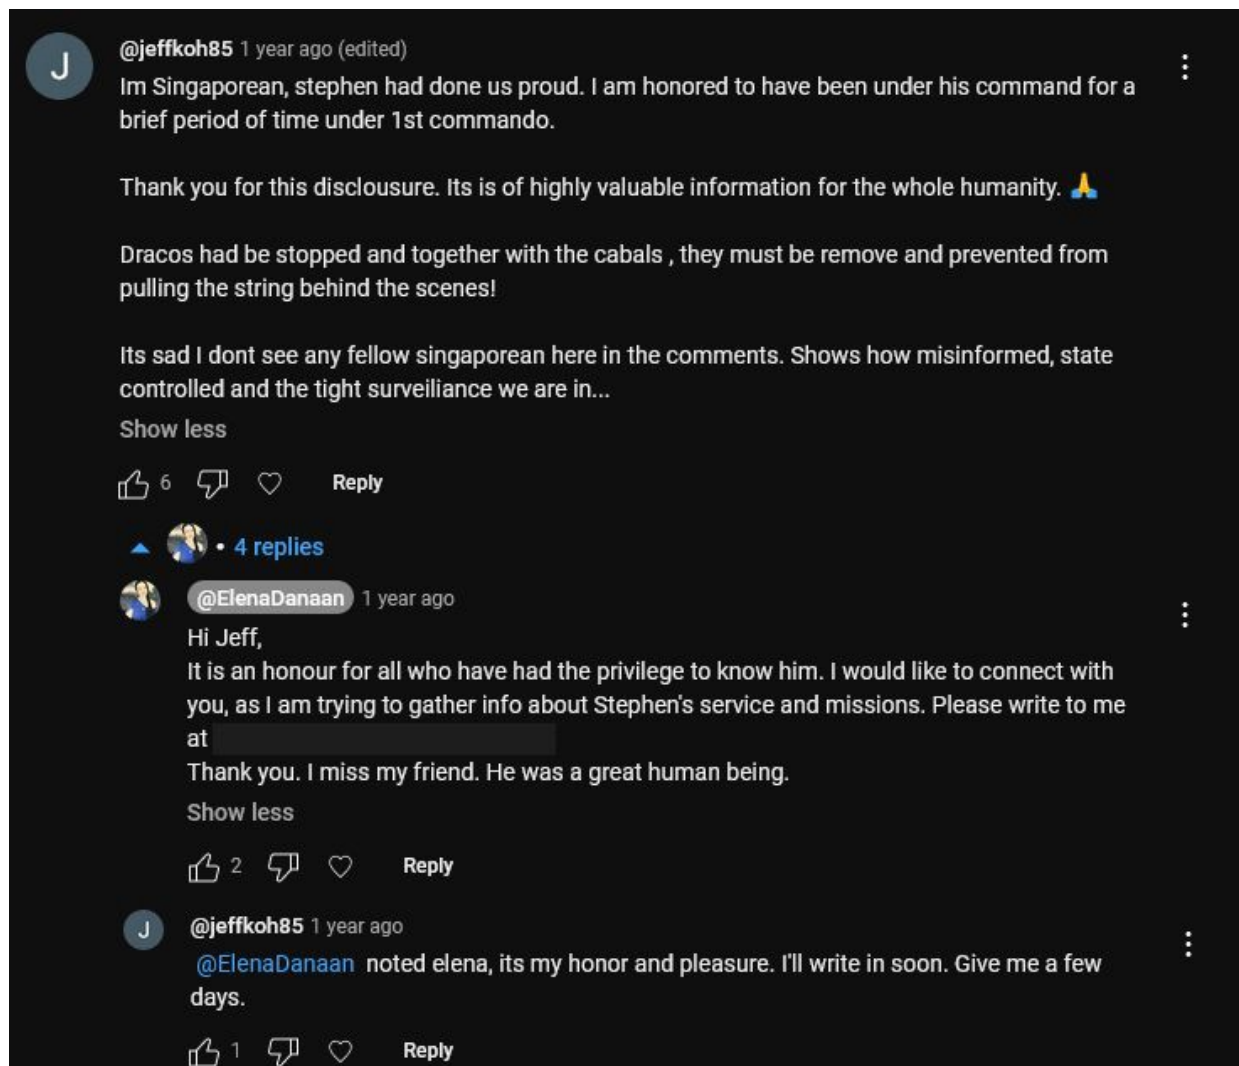 J
@jeffkoh85 1 year ago (edited)
Im Singaporean, stephen had done us proud. I am honored to have been under his command for a
brief period of time under 1st commando.
Thank you for this disclousure. Its is of highly valuable information for the whole humanity. 🙏
Dracos had be stopped and together with the cabals , they must be remove and prevented from
pulling the string behind the scenes!
Its sad I dont see any fellow singaporean here in the comments. Shows how misinformed, state
controlled and the tight surveiliance we are in...
Show less
6 Reply
• 4 replies
@ElenaDanaan 1 year ago
Hi Jeff,
It is an honour for all who have had the privilege to know him. I would like to connect with
you, as I am trying to gather info about Stephen's service and missions. Please write to me
at
Thank you. I miss my friend. He was a great human being.
Show less
2 Reply
J
@jeffkoh85 1 year ago
@ElenaDanaan noted elena, its my honor and pleasure. I'll write in soon. Give me a few
days.
1 Reply